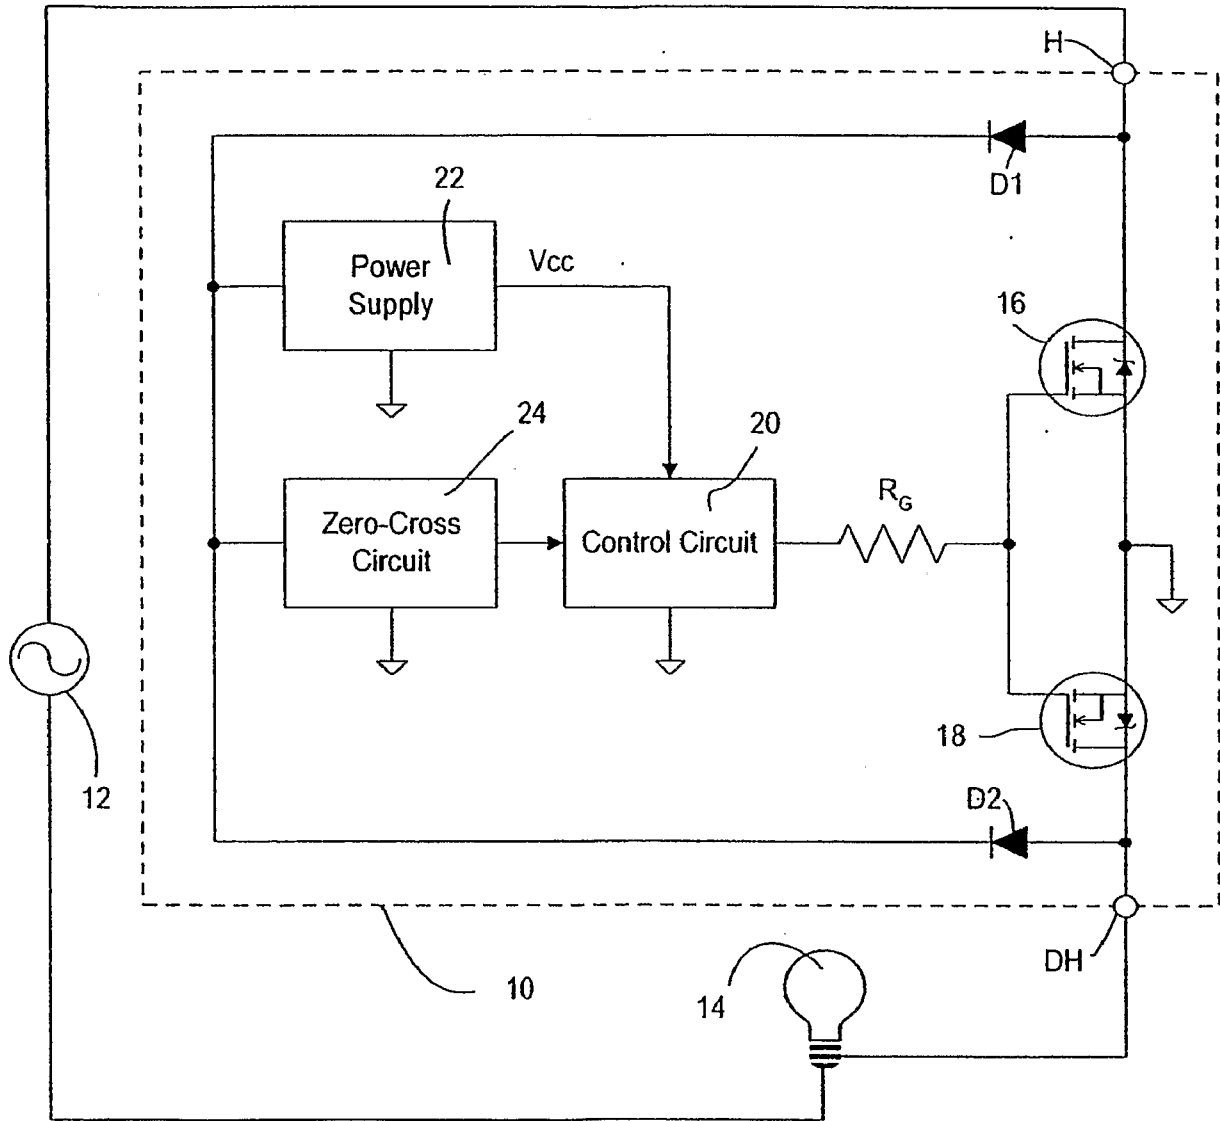 H
D1
22
Power
Supply
Vcc
16
24
20
Zero-Cross
Circuit
Control Circuit
RG
18
12
D2
DH
10
14